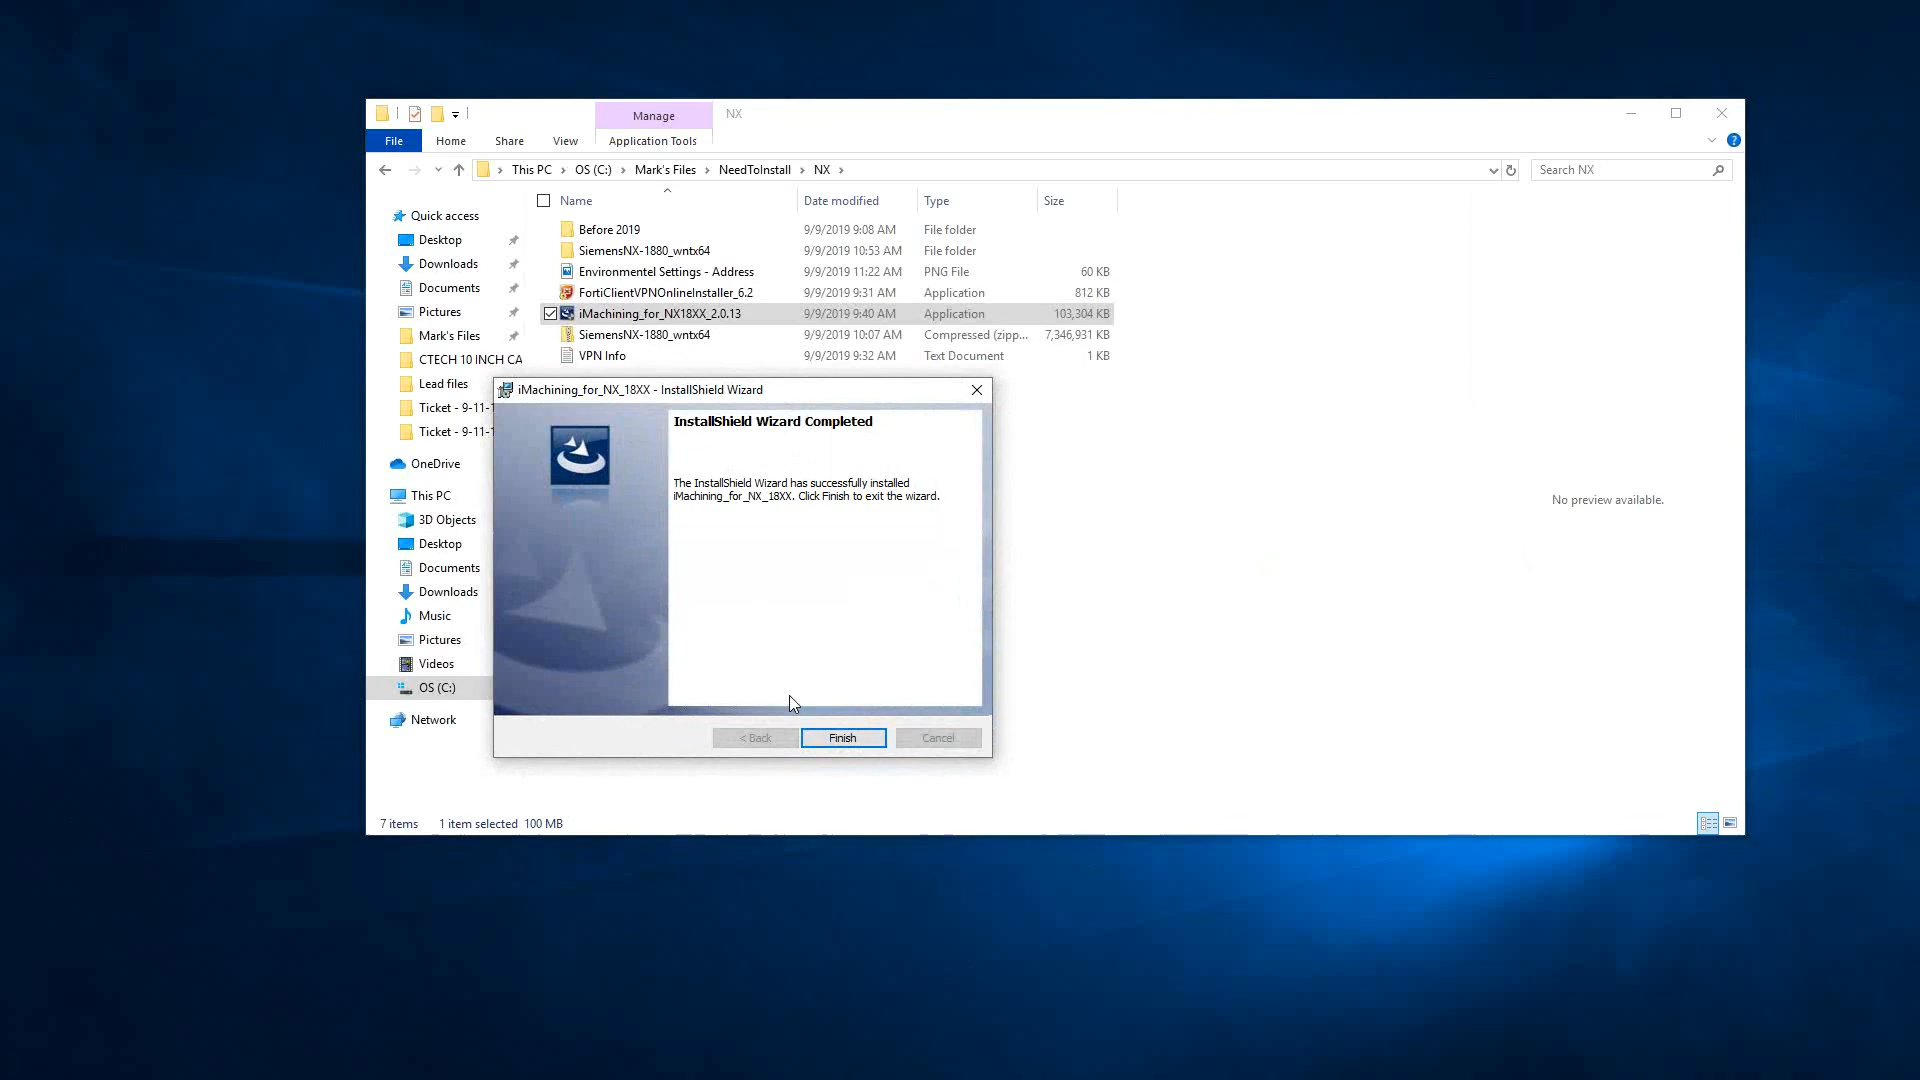 Manage
NX
File
Home
Share
View
Application Tools
This PC
OS (C:)
Mark's Files
NeedToInstall
NX
Search NX
Name
Date modified
Type
Size
Before 2019
9/9/2019 9:08 AM
File folder
SiemensNX-1880_wntx64
9/9/2019 10:53 AM
File folder
Environmentel Settings - Address
9/9/2019 11:22 AM
PNG File
60 KB
FortiClientVPNOnlineInstaller_6.2
9/9/2019 9:31 AM
Application
812 KB
iMachining_for_NX18XX_2.0.13
9/9/2019 9:40 AM
Application
103,304 KB
SiemensNX-1880_wntx64
9/9/2019 10:07 AM
Compressed (zipp...
7,346,931 KB
VPN Info
9/9/2019 9:32 AM
Text Document
1 KB
Quick access
Desktop
Downloads
Documents
Pictures
Mark's Files
CTECH 10 INCH CA
Lead files
Ticket - 9-11-1
Ticket - 9-11-1
OneDrive
This PC
3D Objects
Desktop
Documents
Downloads
Music
Pictures
Videos
OS (C:)
Network
iMachining_for_NX_18XX - InstallShield Wizard
InstallShield Wizard Completed
The InstallShield Wizard has successfully installed
iMachining_for_NX_18XX. Click Finish to exit the wizard.
< Back
Finish
Cancel
No preview available.
7 items
1 item selected 100 MB